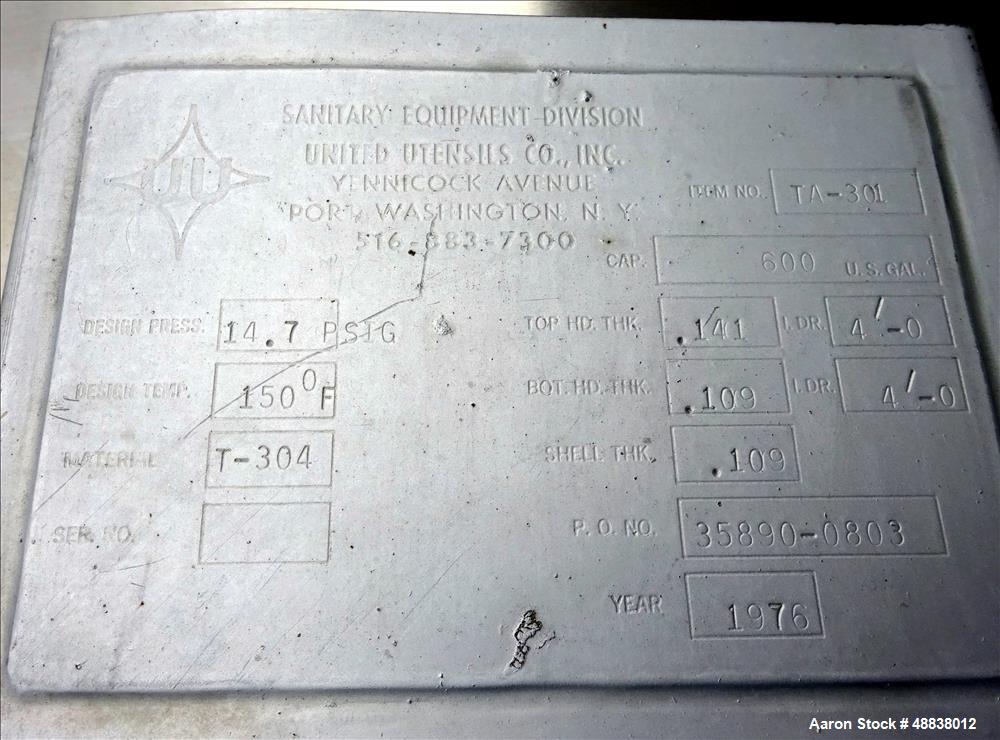 UU
SANITARY EQUIPMENT DIVISION
UNITED UTENSILS CO., INC.
YENNICOCK AVENUE
PORT WASHINGTON, N. Y.
516-883-7300
ITEM NO. TA-301
CAP. 600 U.S. GAL.
DESIGN PRESS. 14.7 PSIG
TOP HD. THK. .141 I.DR. 4'-0
DESIGN TEMP. 150°F
BOT. HD. THK. .109 I.DR. 4'-0
MATERIAL T-304
SHELL THK. .109
SER. NO.
P. O. NO. 35890-0803
YEAR 1976
Aaron Stock # 48838012